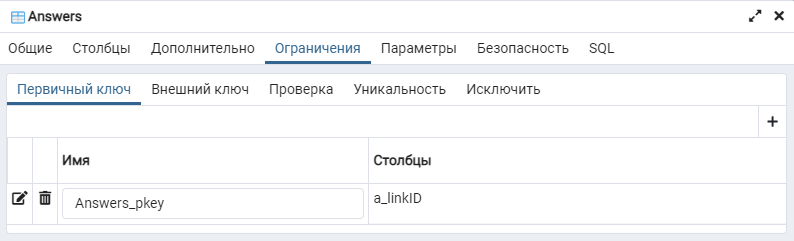 Answers
Общие Столбцы Дополнительно Ограничения Параметры Безопасность SQL
Первичный ключ Внешний ключ Проверка Уникальность Исключить
Имя Столбцы
Answers_pkey a_linkID